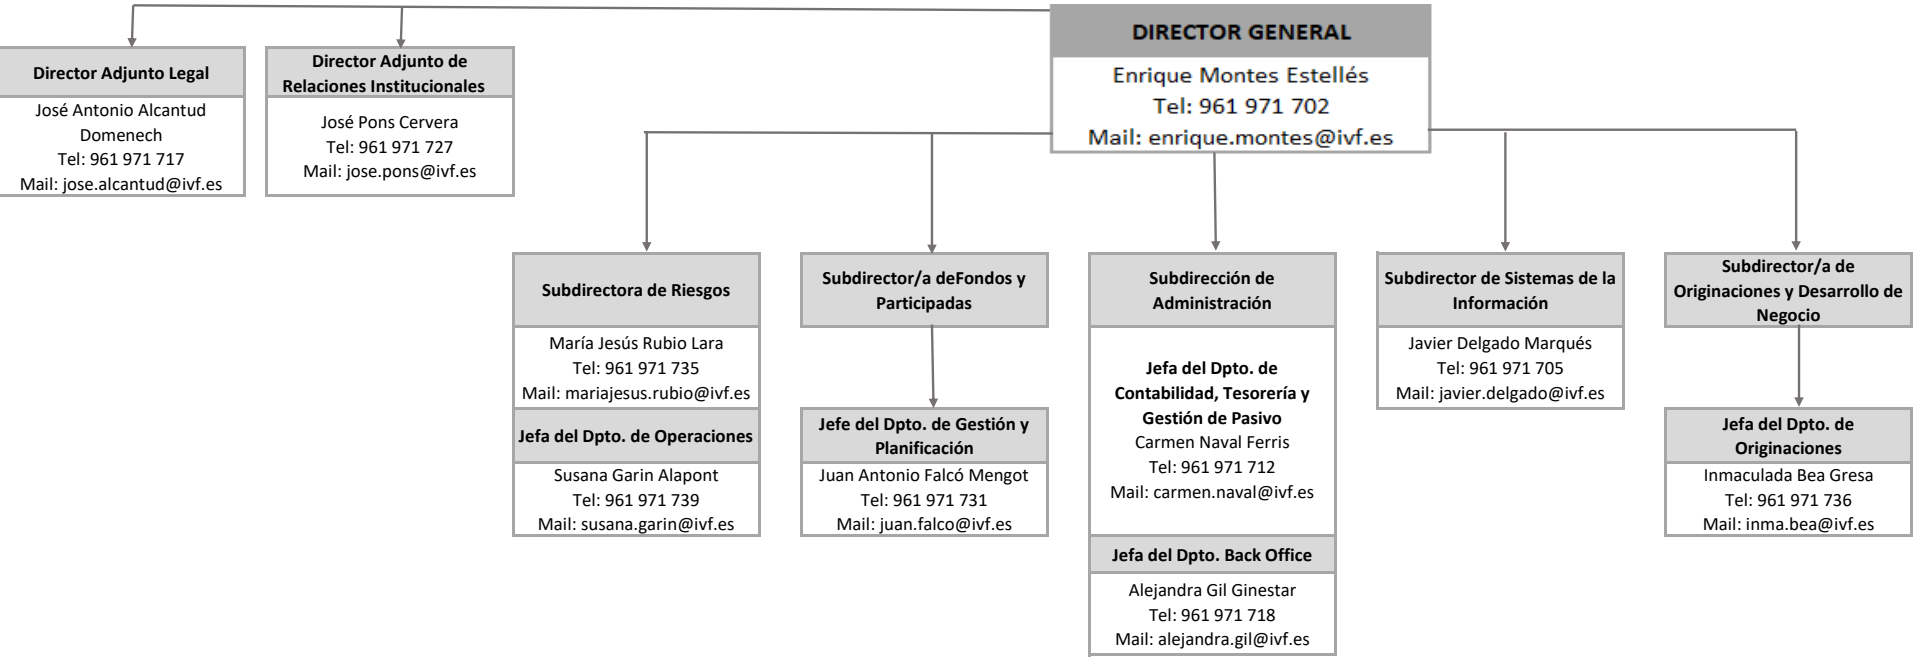 DIRECTOR GENERAL
Enrique Montes Estellés
Tel: 961 971 702
Mail: enrique.montes@ivf.es
Director Adjunto Legal
José Antonio Alcantud
Domenech
Tel: 961 971 717
Mail: jose.alcantud@ivf.es
Director Adjunto de
Relaciones Institucionales
José Pons Cervera
Tel: 961 971 727
Mail: jose.pons@ivf.es
Subdirectora de Riesgos
María Jesús Rubio Lara
Tel: 961 971 735
Mail: mariajesus.rubio@ivf.es
Jefa del Dpto. de Operaciones
Susana Garin Alapont
Tel: 961 971 739
Mail: susana.garin@ivf.es
Subdirector/a deFondos y
Participadas
Jefe del Dpto. de Gestión y
Planificación
Juan Antonio Falcó Mengot
Tel: 961 971 731
Mail: juan.falco@ivf.es
Subdirección de
Administración
Jefa del Dpto. de
Contabilidad, Tesorería y
Gestión de Pasivo
Carmen Naval Ferris
Tel: 961 971 712
Mail: carmen.naval@ivf.es
Jefa del Dpto. Back Office
Alejandra Gil Ginestar
Tel: 961 971 718
Mail: alejandra.gil@ivf.es
Subdirector de Sistemas de la
Información
Javier Delgado Marqués
Tel: 961 971 705
Mail: javier.delgado@ivf.es
Subdirector/a de
Originaciones y Desarrollo de
Negocio
Jefa del Dpto. de
Originaciones
Inmaculada Bea Gresa
Tel: 961 971 736
Mail: inma.bea@ivf.es